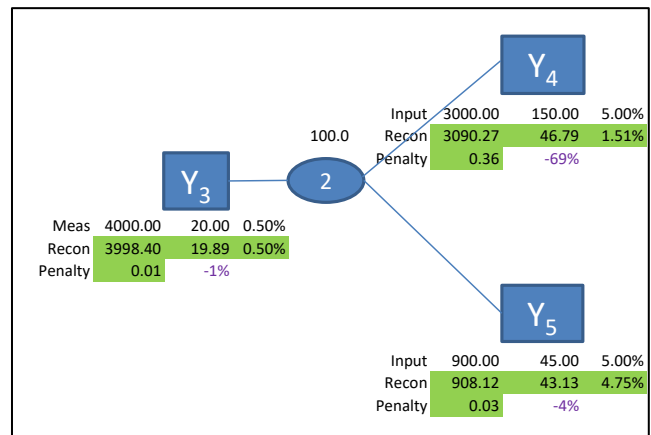 Y4
Input 3000.00 150.00 5.00%
100.0 Recon 3090.27 46.79 1.51%
Penalty 0.36 -69%
Y3 2
Meas 4000.00 20.00 0.50%
Recon 3998.40 19.89 0.50%
Penalty 0.01 -1%
Y5
Input 900.00 45.00 5.00%
Recon 908.12 43.13 4.75%
Penalty 0.03 -4%